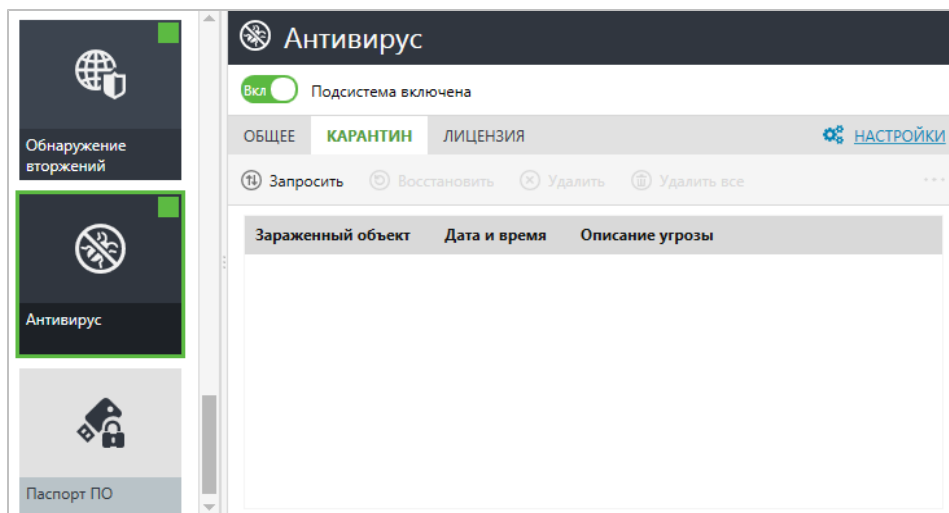 Обнаружение
вторжений
Антивирус
Паспорт ПО
Антивирус
Вкл Подсистема включена
ОБЩЕЕ КАРАНТИН ЛИЦЕНЗИЯ НАСТРОЙКИ
Запросить Восстановить Удалить Удалить все ...
Зараженный объект Дата и время Описание угрозы